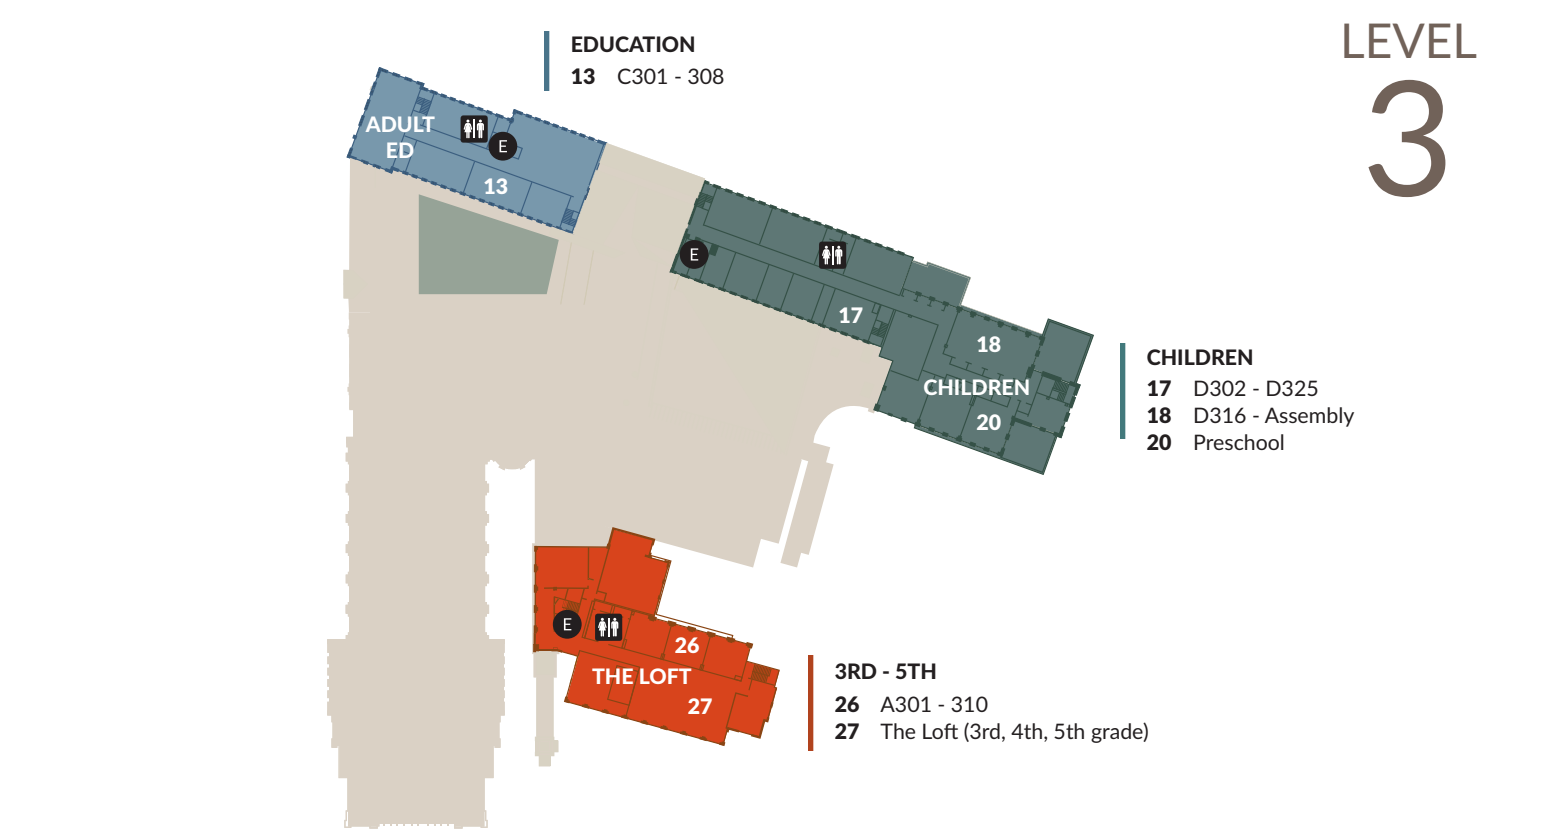 LEVEL
3
EDUCATION
13 C301 - 308
ADULT
ED
E
13
E
17
18
CHILDREN
20
CHILDREN
17 D302 - D325
18 D316 - Assembly
20 Preschool
E
26
THE LOFT
27
3RD - 5TH
26 A301 - 310
27 The Loft (3rd, 4th, 5th grade)